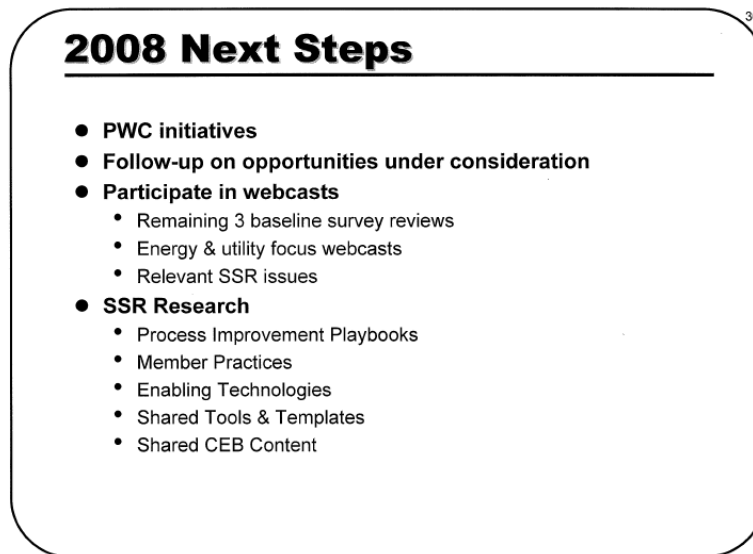 2008 Next Steps
● PWC initiatives
● Follow-up on opportunities under consideration
● Participate in webcasts
• Remaining 3 baseline survey reviews
• Energy & utility focus webcasts
• Relevant SSR issues
● SSR Research
• Process Improvement Playbooks
• Member Practices
• Enabling Technologies
• Shared Tools & Templates
• Shared CEB Content